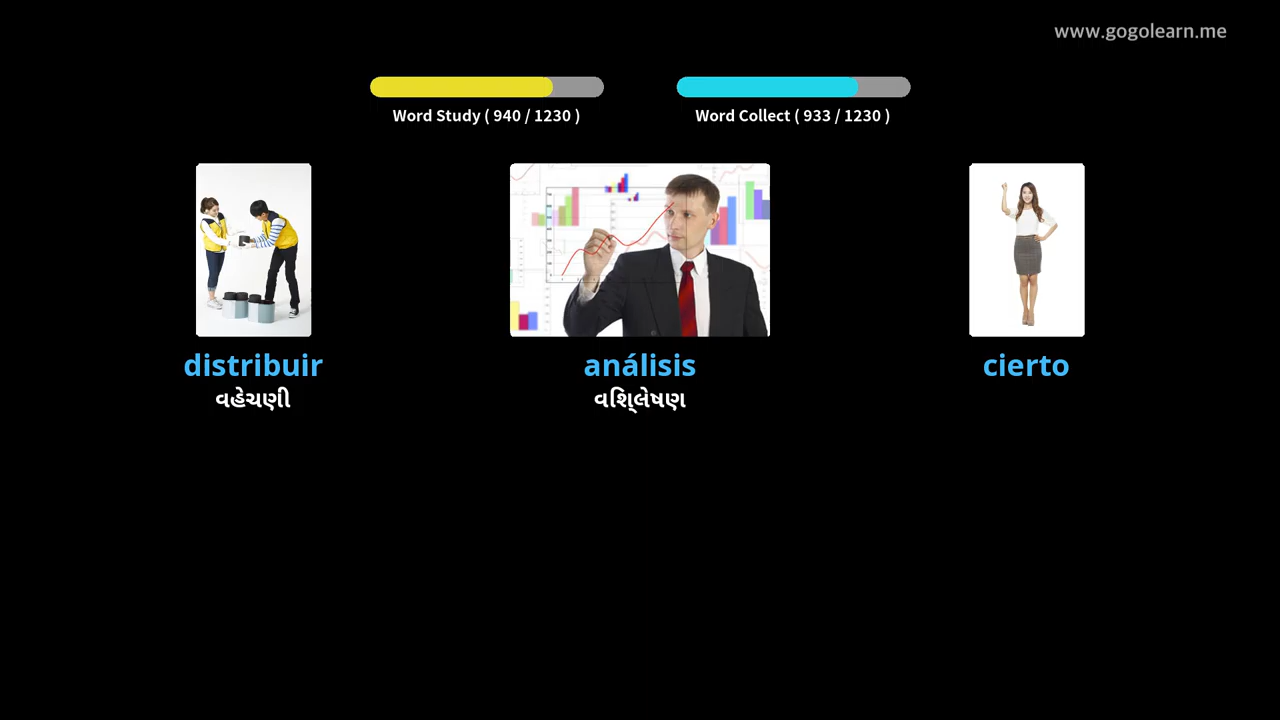 www.gogolearn.me
Word Study ( 940 / 1230 )
Word Collect ( 933 / 1230 )
distribuir
વહેચણી
análisis
વિશ્લેષણ
cierto